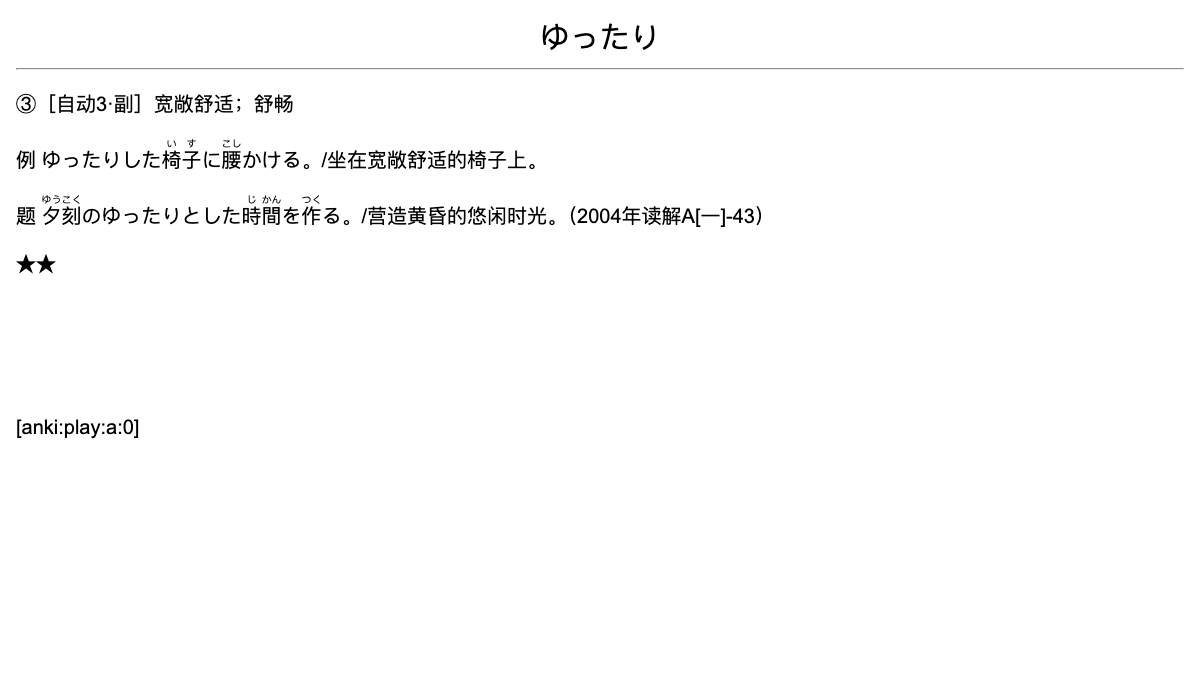 ゆったり
③［自动3·副］宽敞舒适；舒畅
例 ゆったりした椅子に腰かける。/坐在宽敞舒适的椅子上。
い す こし
題 夕刻のゆったりとした時間を作る。/营造黄昏的悠闲时光。（2004年读解A[一]-43）
ゆうこく じ かん つく
★★
[anki:play:a:0]